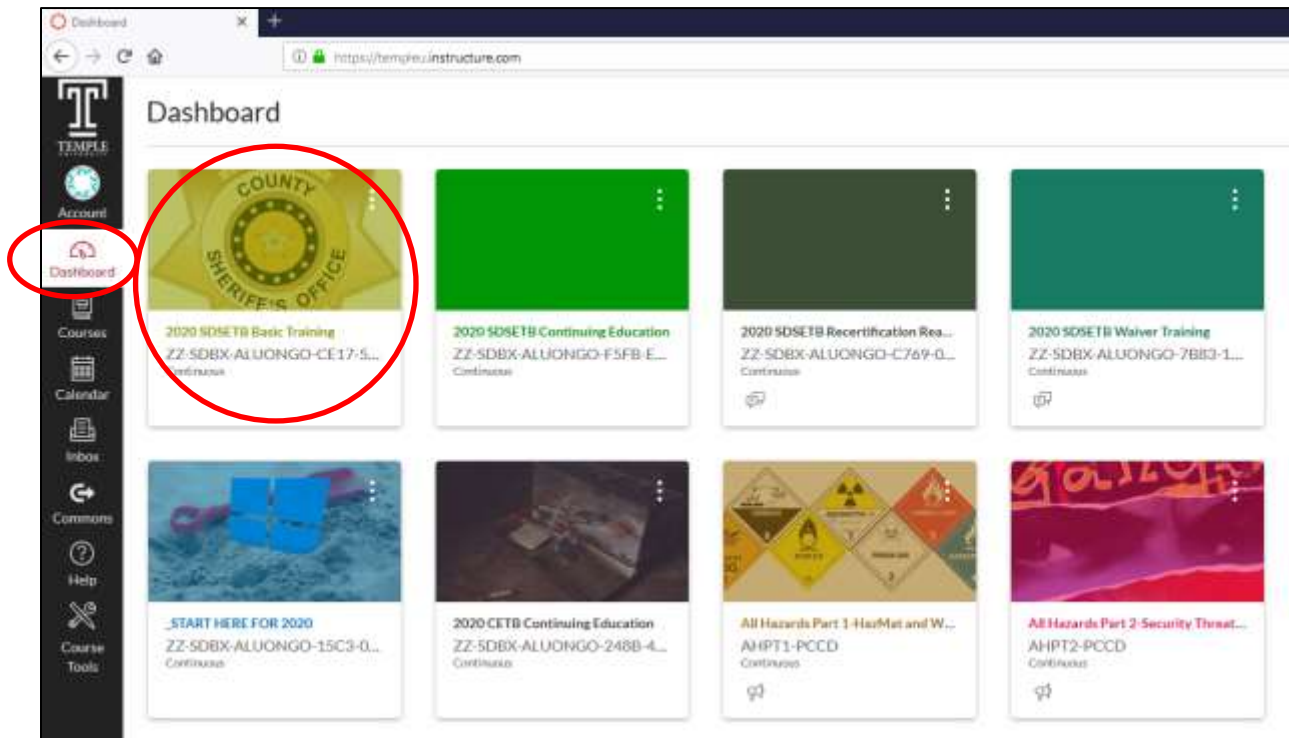 Dashboard
https://templeu.instructure.com
TEMPLE
UNIVERSITY
Dashboard
Account
Dashboard
Courses
Calendar
Inbox
Commons
Help
Course
Tools
COUNTY
SHERIFF'S OFFICE
2020 SDSETB Basic Training
ZZ-SDBX-ALUONGO-CE17-5...
Continuous
2020 SDSETB Continuing Education
ZZ-SDBX-ALUONGO-F5FB-E...
Continuous
2020 SDSETB Recertification Rea...
ZZ-SDBX-ALUONGO-C769-0...
Continuous
2020 SDSETB Waiver Training
ZZ-SDBX-ALUONGO-7BB3-1...
Continuous
_START HERE FOR 2020
ZZ-SDBX-ALUONGO-15C3-0...
Continuous
2020 CETB Continuing Education
ZZ-SDBX-ALUONGO-248B-4...
Continuous
All Hazards Part 1-HazMat and W...
AHPT1-PCCD
Continuous
All Hazards Part 2-Security Threat...
AHPT2-PCCD
Continuous